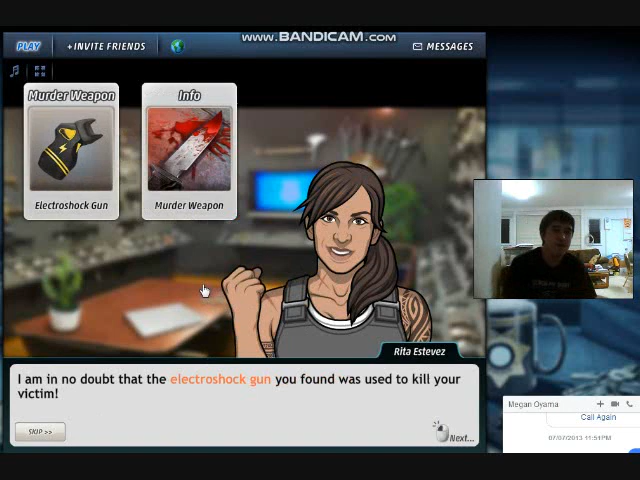 WWW.BANDICAM.COM
PLAY
+INVITE FRIENDS
MESSAGES
Murder Weapon
Info
Electroshock Gun
Murder Weapon
Rita Estevez
I am in no doubt that the electroshock gun you found was used to kill your
victim!
SKIP >>
Next...
Megan Oyama
Call Again
07/07/2013 11:51PM